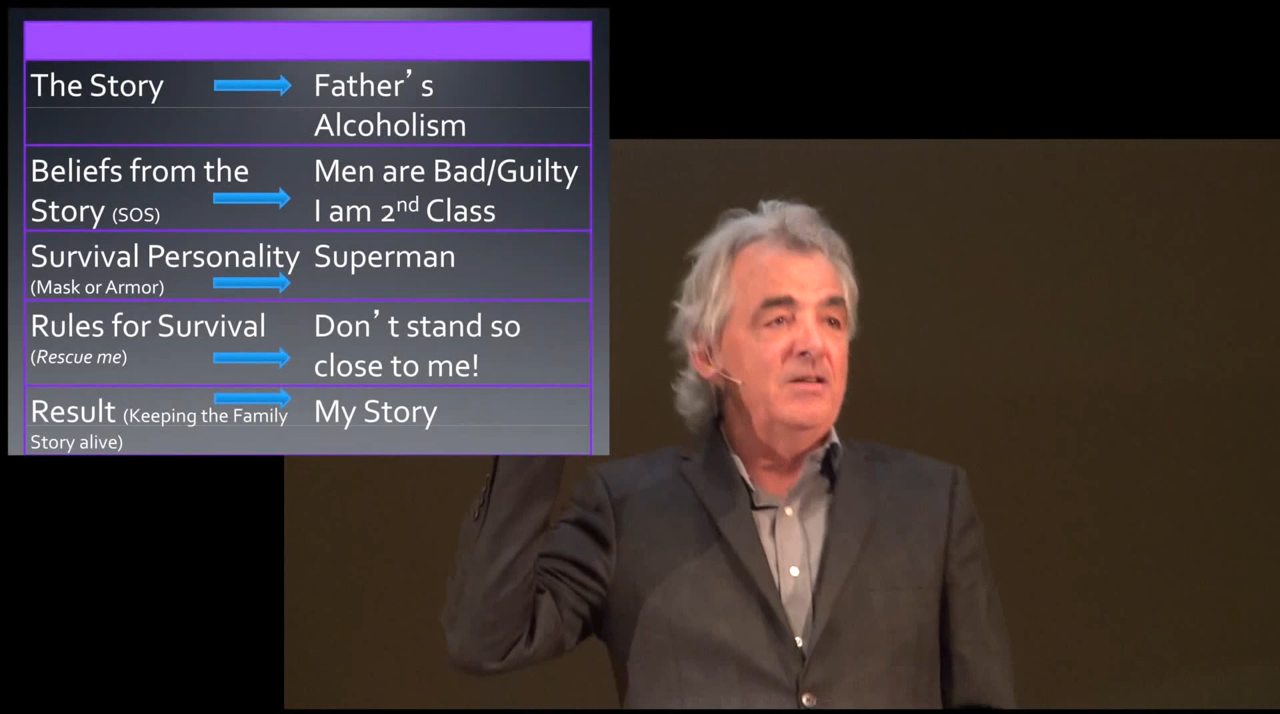 The Story Father's
Alcoholism
Beliefs from the Men are Bad/Guilty
Story (SOS) I am 2nd Class
Survival Personality Superman
(Mask or Armor)
Rules for Survival Don't stand so
(Rescue me) close to me!
Result (Keeping the Family My Story
Story alive)